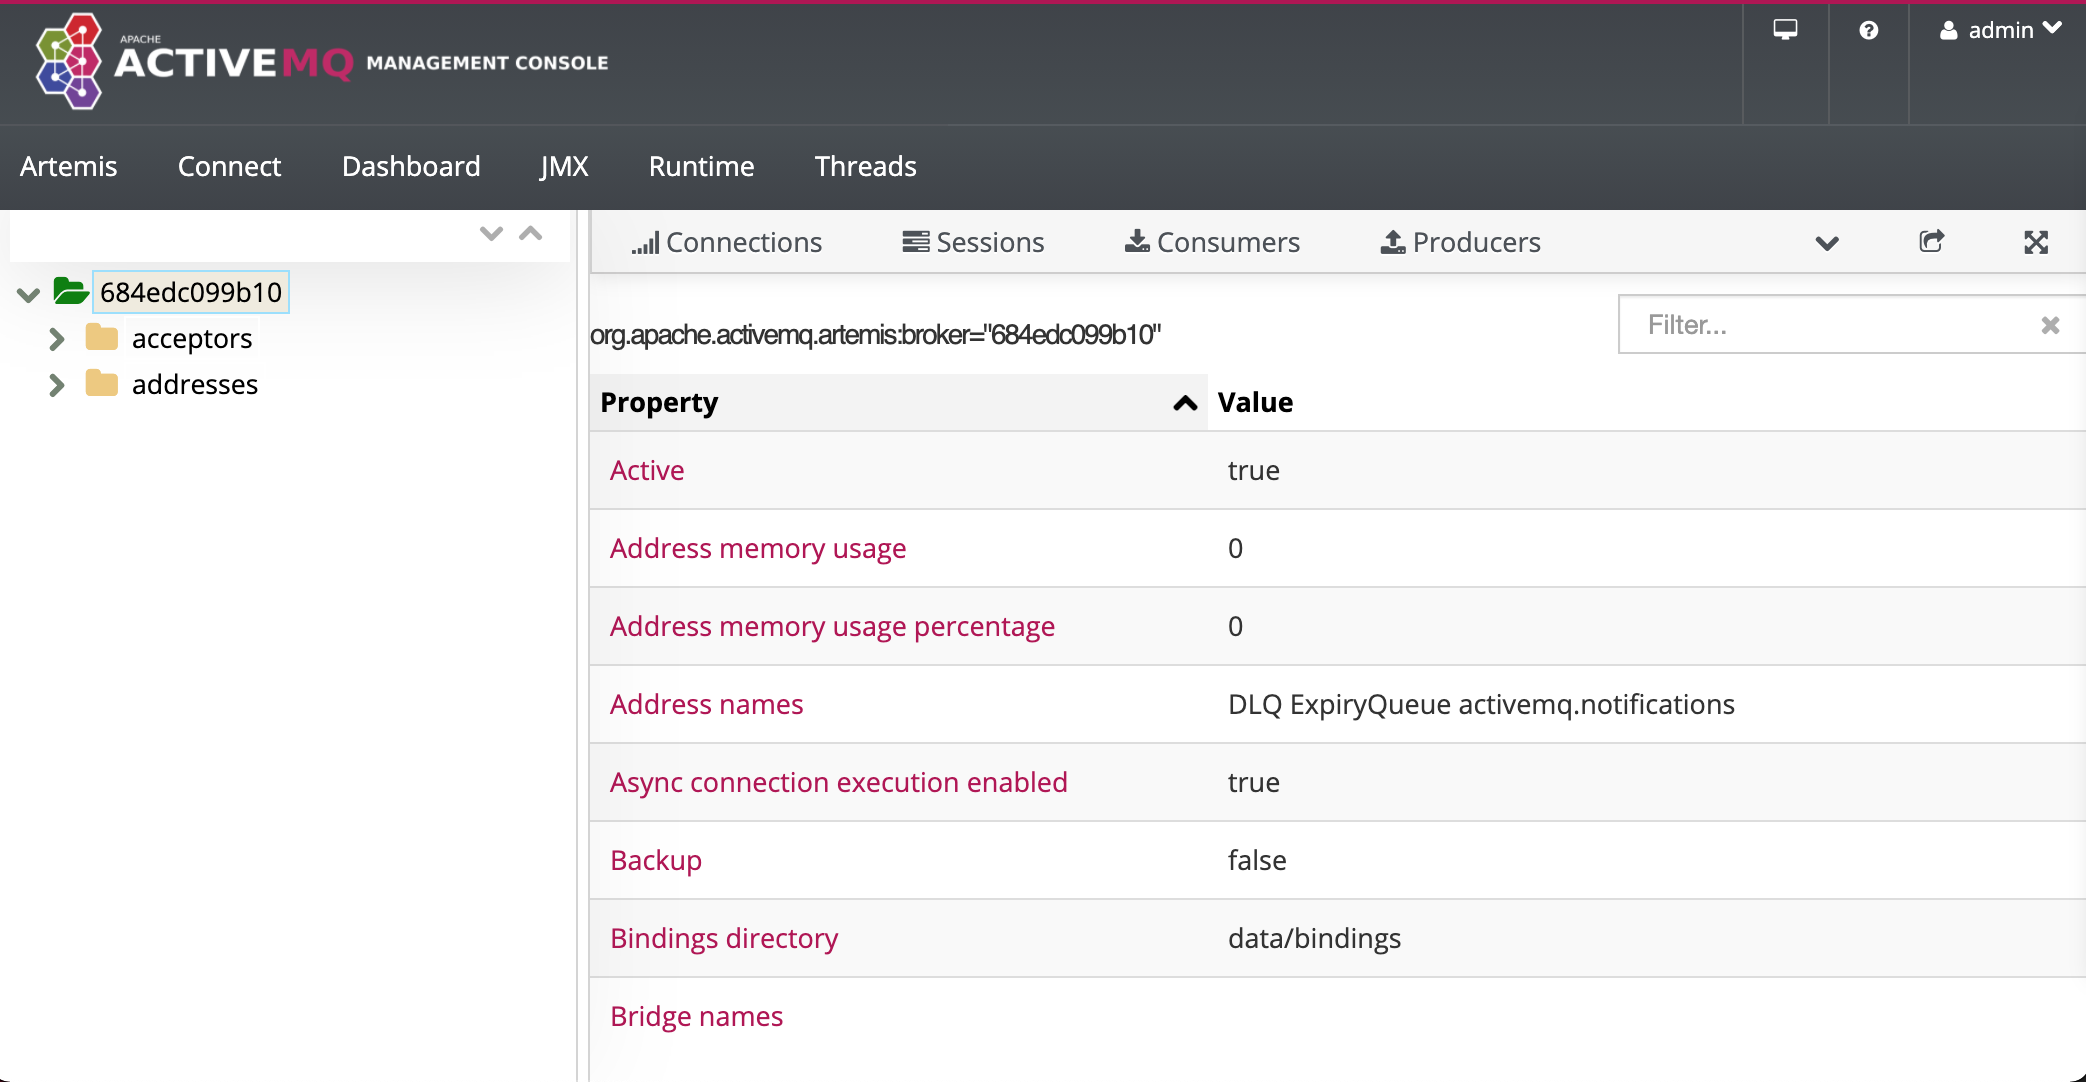 APACHE
ACTIVEMQ MANAGEMENT CONSOLE
admin
Artemis Connect Dashboard JMX Runtime Threads
Connections Sessions Consumers Producers
684edc099b10
acceptors
addresses
org.apache.activemq.artemis:broker="684edc099b10"
Filter...
Property Value
Active true
Address memory usage 0
Address memory usage percentage 0
Address names DLQ ExpiryQueue activemq.notifications
Async connection execution enabled true
Backup false
Bindings directory data/bindings
Bridge names